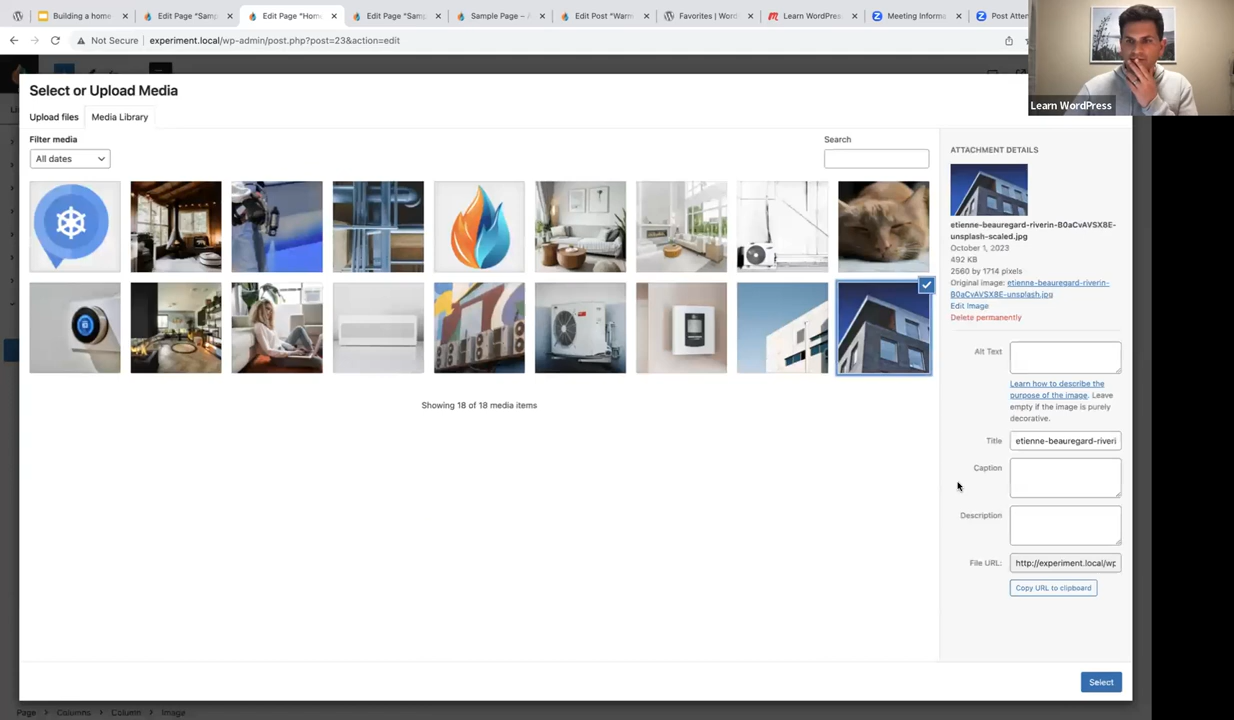 Building a home
Edit Page "Samp
Edit Page "Hom
Edit Page "Samp
Sample Page –
Edit Post "Warm
Favorites | Word
Learn WordPress
Meeting Informa
Post Atten
Not Secure
experiment.local/wp-admin/post.php?post=23&action=edit
Learn WordPress
Select or Upload Media
Upload files
Media Library
Filter media
All dates
Search
ATTACHMENT DETAILS
etienne-beauregard-riverin-B0aCvAVSX8E-
unsplash-scaled.jpg
October 1, 2023
492 KB
2560 by 1714 pixels
Original image: etienne-beauregard-riverin-
B0aCvAVSX8E-unsplash.jpg
Edit Image
Delete permanently
Alt Text
Learn how to describe the
purpose of the image. Leave
empty if the image is purely
decorative.
Title
etienne-beauregard-riveri
Caption
Description
File URL:
http://experiment.local/wp
Copy URL to clipboard
Showing 18 of 18 media items
Select
Page
Columns
Column
Image